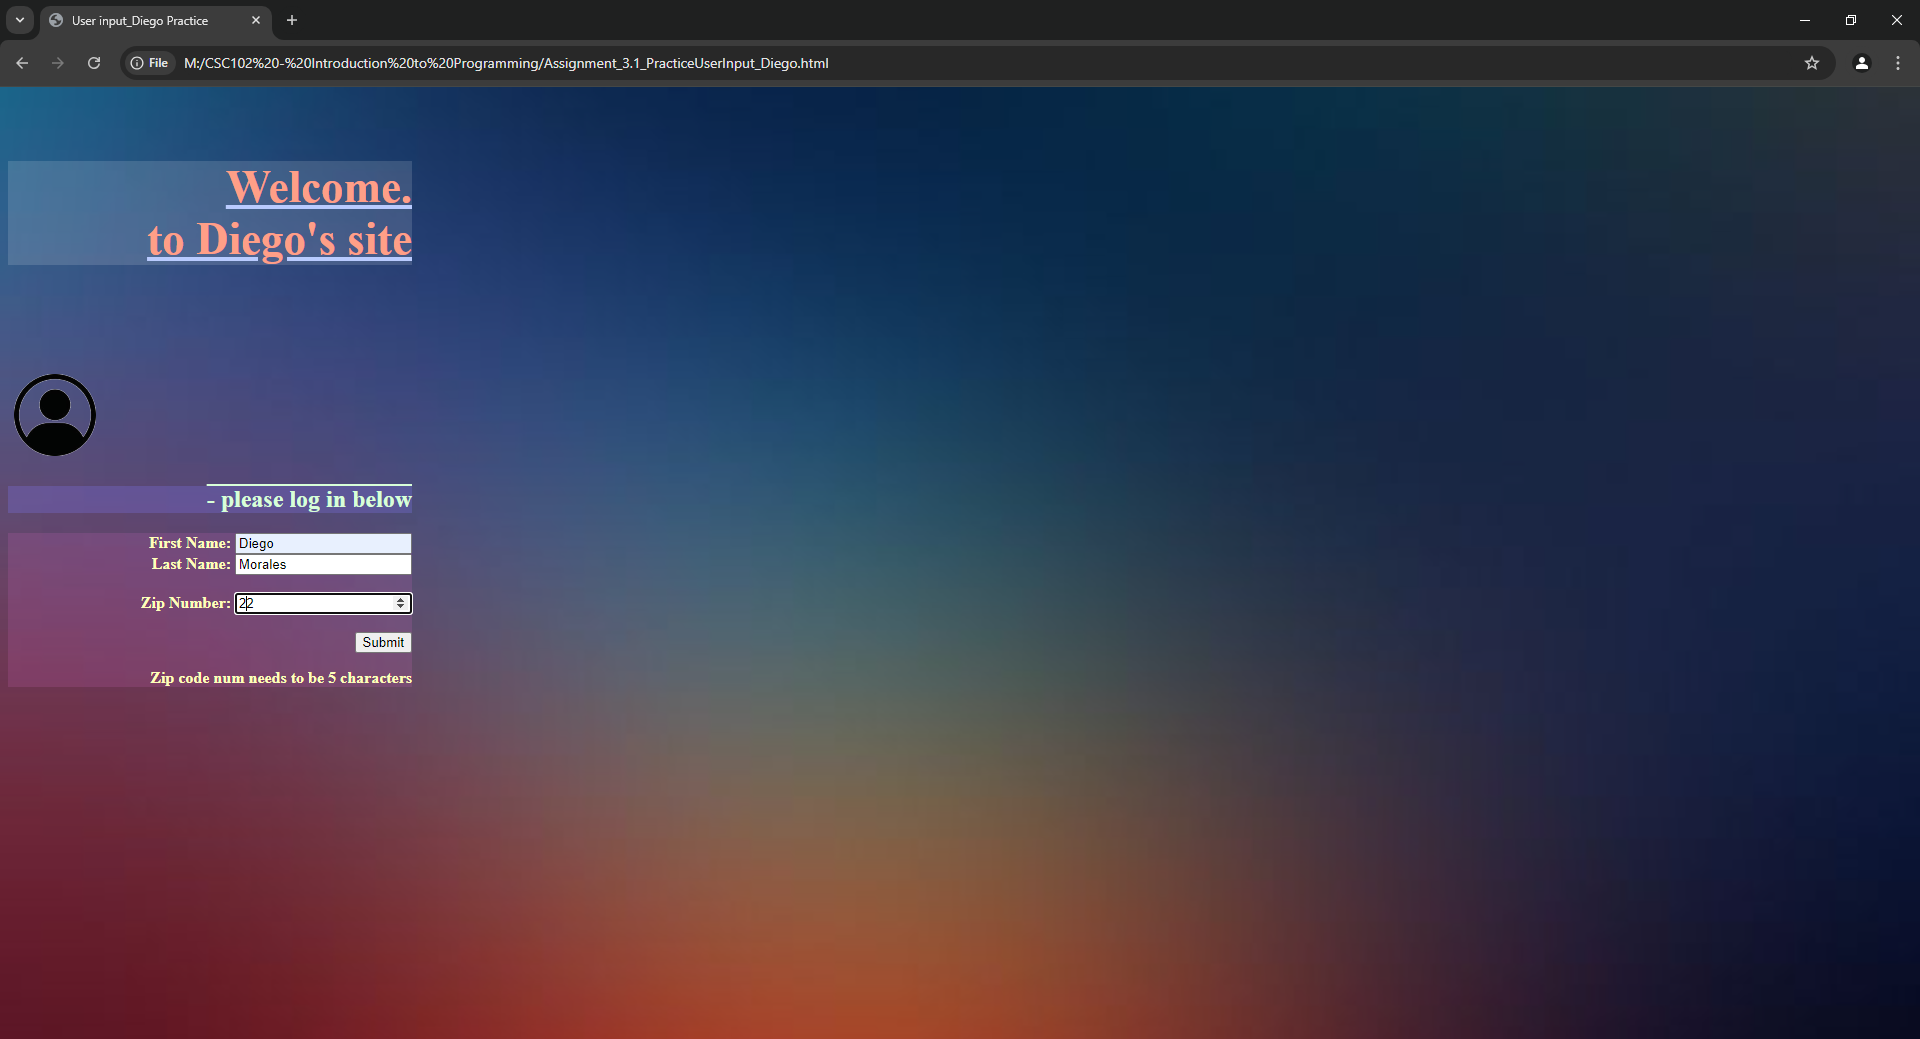 User input_Diego Practice
File M:/CSC102%20-%20Introduction%20to%20Programming/Assignment_3.1_PracticeUserInput_Diego.html
Welcome.
to Diego's site
- please log in below
First Name: Diego
Last Name: Morales
Zip Number: 22
Submit
Zip code num needs to be 5 characters